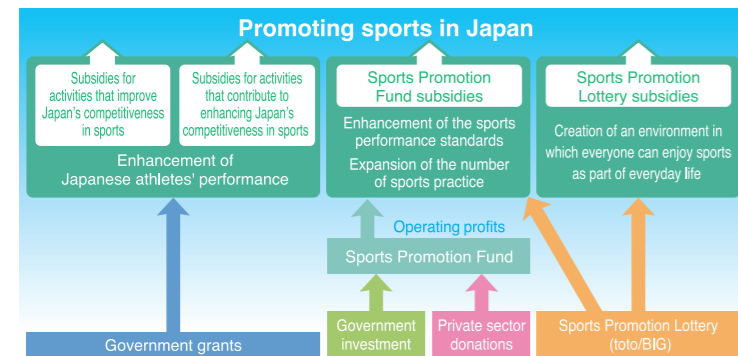 Promoting sports in Japan
Subsidies for
activities that improve
Japan's competitiveness
in sports
Subsidies for activities
that contribute to
enhancing Japan's
competitiveness in sports
Enhancement of
Japanese athletes' performance
Sports Promotion
Fund subsidies
Enhancement of the sports
performance standards
Expansion of the number
of sports practice
Sports Promotion
Lottery subsidies
Creation of an environment in
which everyone can enjoy sports
as part of everyday life
Operating profits
Sports Promotion Fund
Government grants
Government
investment
Private sector
donations
Sports Promotion Lottery
(toto/BIG)